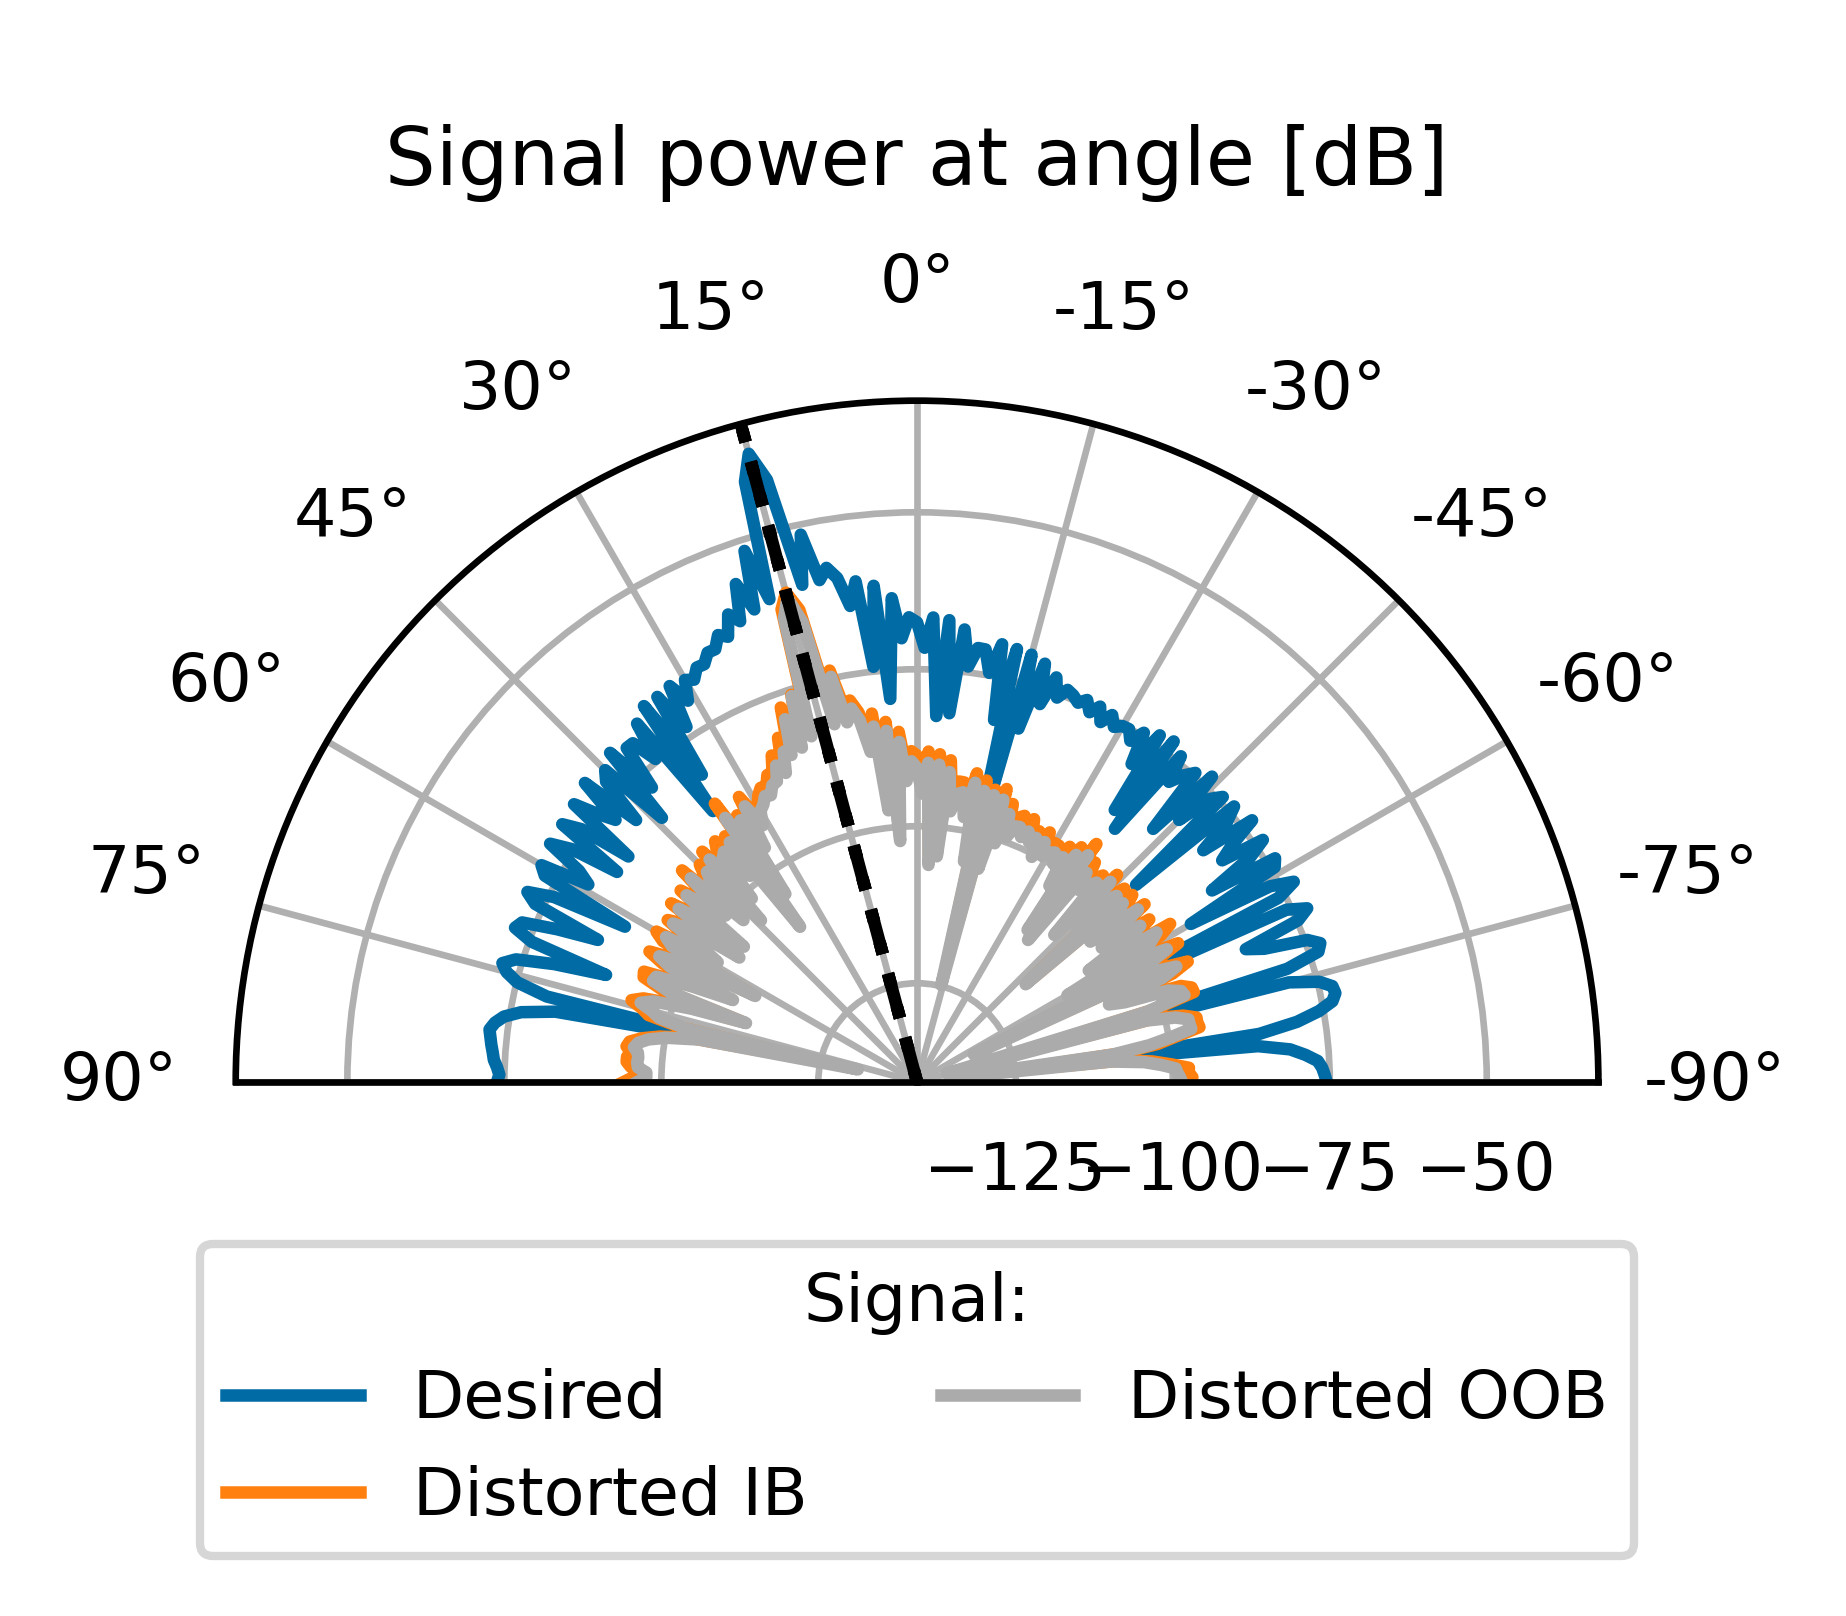 Signal power at angle [dB]
0°
15°
-15°
30°
-30°
45°
-45°
60°
-60°
75°
-75°
90°
-90°
−125 −100 −75 −50
Signal:
Desired
Distorted OOB
Distorted IB